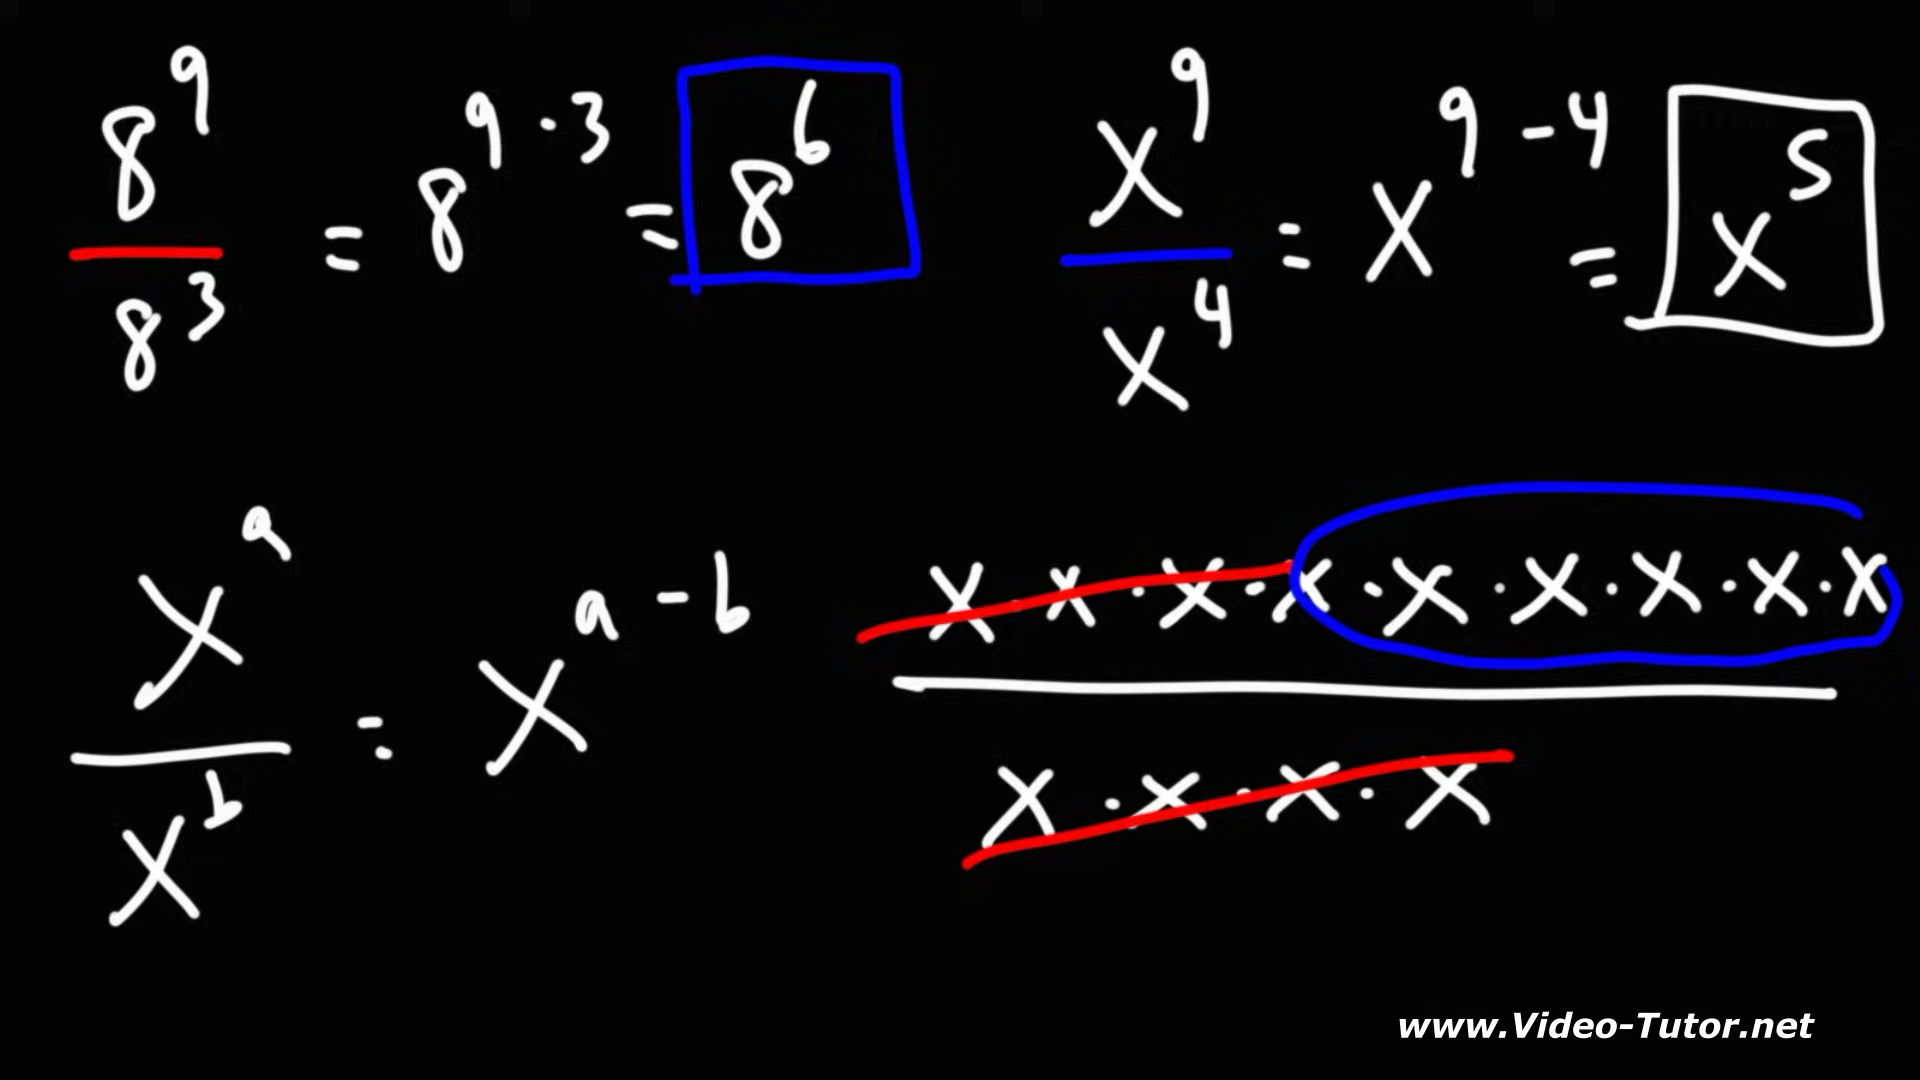 8^9 / 8^3 = 8^(9 - 3) = 8^6
x^9 / x^4 = x^(9 - 4) = x^5
x^a / x^b = x^(a - b)
x · x · x · x · x · x · x · x · x
x · x · x · x
www.Video-Tutor.net